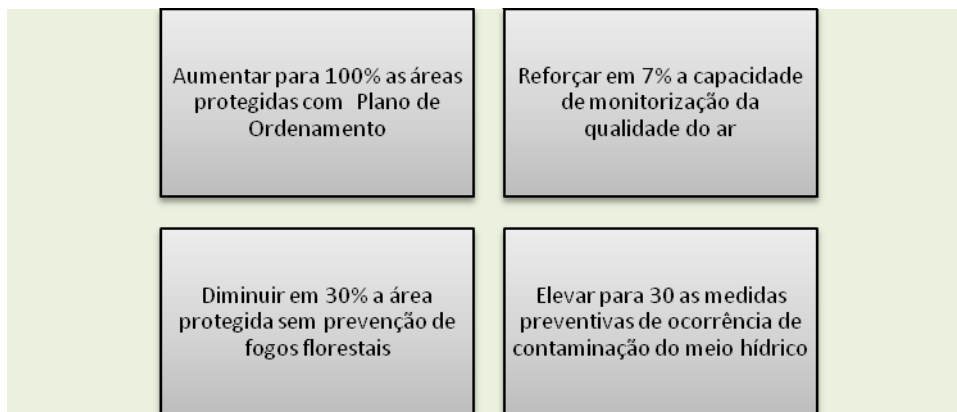 Aumentar para 100% as áreas
protegidas com Plano de
Ordenamento
Reforçar em 7% a capacidade
de monitorização da
qualidade do ar
Diminuir em 30% a área
protegida sem prevenção de
fogos florestais
Elevar para 30 as medidas
preventivas de ocorrência de
contaminação do meio hídrico